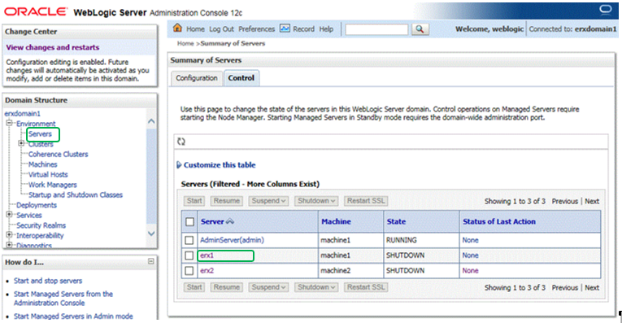 ORACLE WebLogic Server Administration Console 12c
Change Center
View changes and restarts
Configuration editing is enabled. Future
changes will automatically be activated as you
modify, add or delete items in this domain.
Domain Structure
erxdomain1
Environment
Servers
Clusters
Coherence Clusters
Machines
Virtual Hosts
Work Managers
Startup and Shutdown Classes
Deployments
Services
Security Realms
Interoperability
Diagnostics
How do I...
Start and stop servers
Start Managed Servers from the
Administration Console
Start Managed Servers in Admin mode
Home Log Out Preferences Record Help
Welcome, weblogic Connected to: erxdomain1
Home >Summary of Servers
Summary of Servers
Configuration Control
Use this page to change the state of the servers in this WebLogic Server domain. Control operations on Managed Servers require
starting the Node Manager. Starting Managed Servers in Standby mode requires the domain-wide administration port.
Customize this table
Servers (Filtered - More Columns Exist)
Start Resume Suspend Shutdown Restart SSL Showing 1 to 3 of 3 Previous | Next
Server Machine State Status of Last Action
AdminServer(admin) machine1 RUNNING None
erx1 machine1 SHUTDOWN None
erx2 machine2 SHUTDOWN None
Start Resume Suspend Shutdown Restart SSL Showing 1 to 3 of 3 Previous | Next